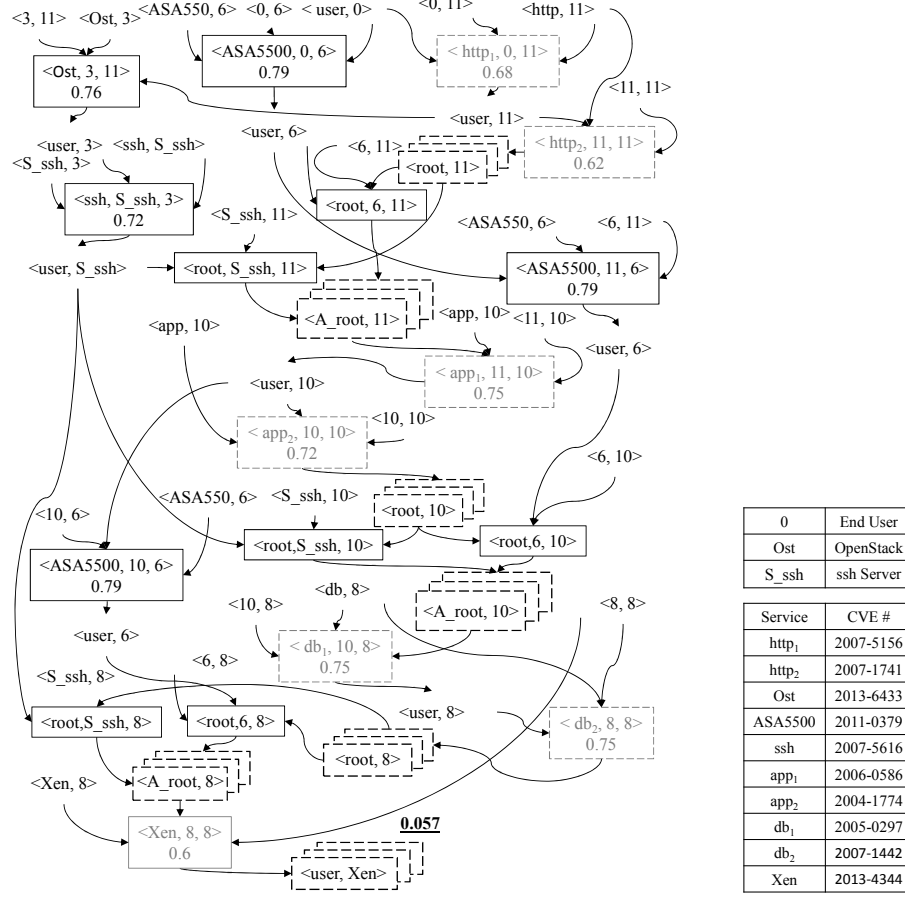 <3, 11>
<Ost, 3>
<ASA550, 6>
<0, 6>
< user, 0>
<0, 11>
<http, 11>
<Ost, 3, 11>
0.76
<ASA5500, 0, 6>
0.79
< http₁, 0, 11>
0.68
<11, 11>
<user, 11>
< http₂, 11, 11>
0.62
<user, 6>
<6, 11>
<root, 11>
<user, 3>
<ssh, S_ssh>
<S_ssh, 3>
<ssh, S_ssh, 3>
0.72
<root, 6, 11>
<S_ssh, 11>
<ASA550, 6>
<6, 11>
<user, S_ssh>
<root, S_ssh, 11>
<ASA5500, 11, 6>
0.79
<A_root, 11>
<app, 10>
<11, 10>
<app, 10>
<user, 6>
< app₁, 11, 10>
0.75
<user, 10>
<10, 10>
< app₂, 10, 10>
0.72
<6, 10>
<ASA550, 6>
<S_ssh, 10>
<root, 10>
<10, 6>
<root,S_ssh, 10>
<root,6, 10>
<ASA5500, 10, 6>
0.79
<db, 8>
<A_root, 10>
<10, 8>
<8, 8>
<user, 6>
< db₁, 10, 8>
0.75
<S_ssh, 8>
<6, 8>
<root,S_ssh, 8>
<root,6, 8>
<user, 8>
< db₂, 8, 8>
0.75
<root, 8>
<Xen, 8>
<A_root, 8>
<Xen, 8, 8>
0.6
0.057
<user, Xen>
0 End User
Ost OpenStack
S_ssh ssh Server
Service CVE #
http₁ 2007-5156
http₂ 2007-1741
Ost 2013-6433
ASA5500 2011-0379
ssh 2007-5616
app₁ 2006-0586
app₂ 2004-1774
db₁ 2005-0297
db₂ 2007-1442
Xen 2013-4344